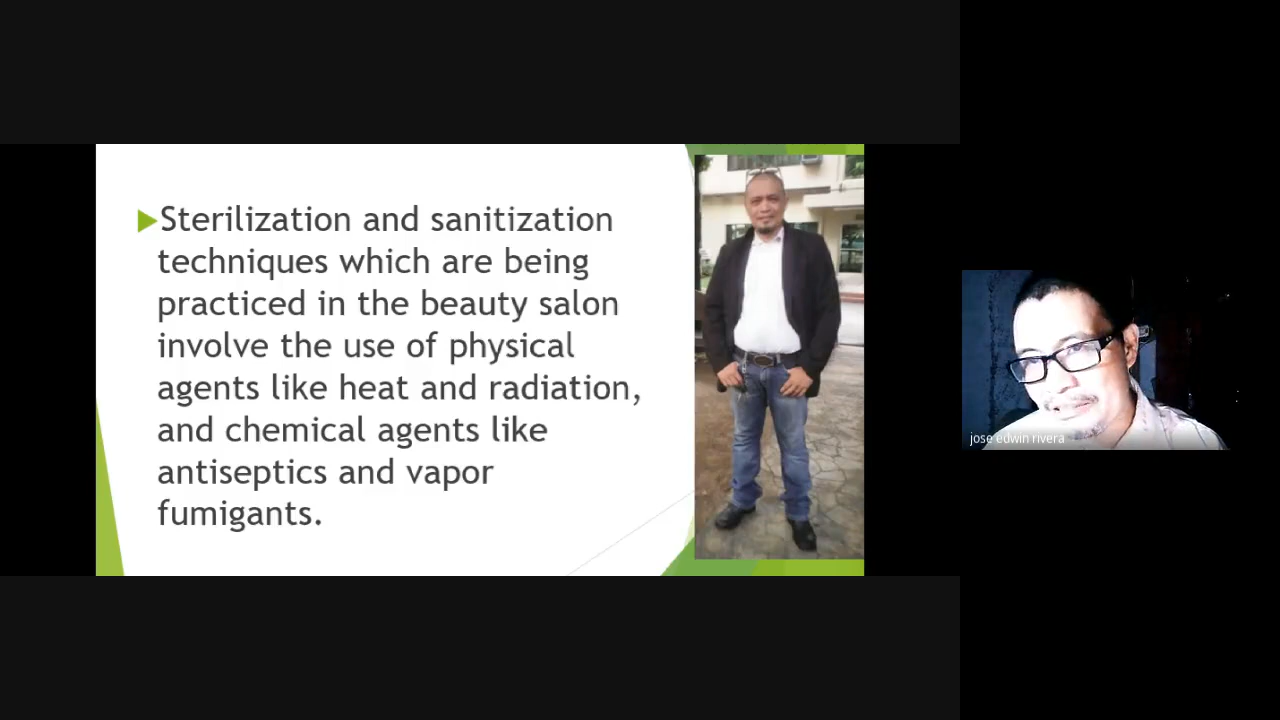 Sterilization and sanitization
techniques which are being
practiced in the beauty salon
involve the use of physical
agents like heat and radiation,
and chemical agents like
antiseptics and vapor
fumigants.
jose edwin rivera